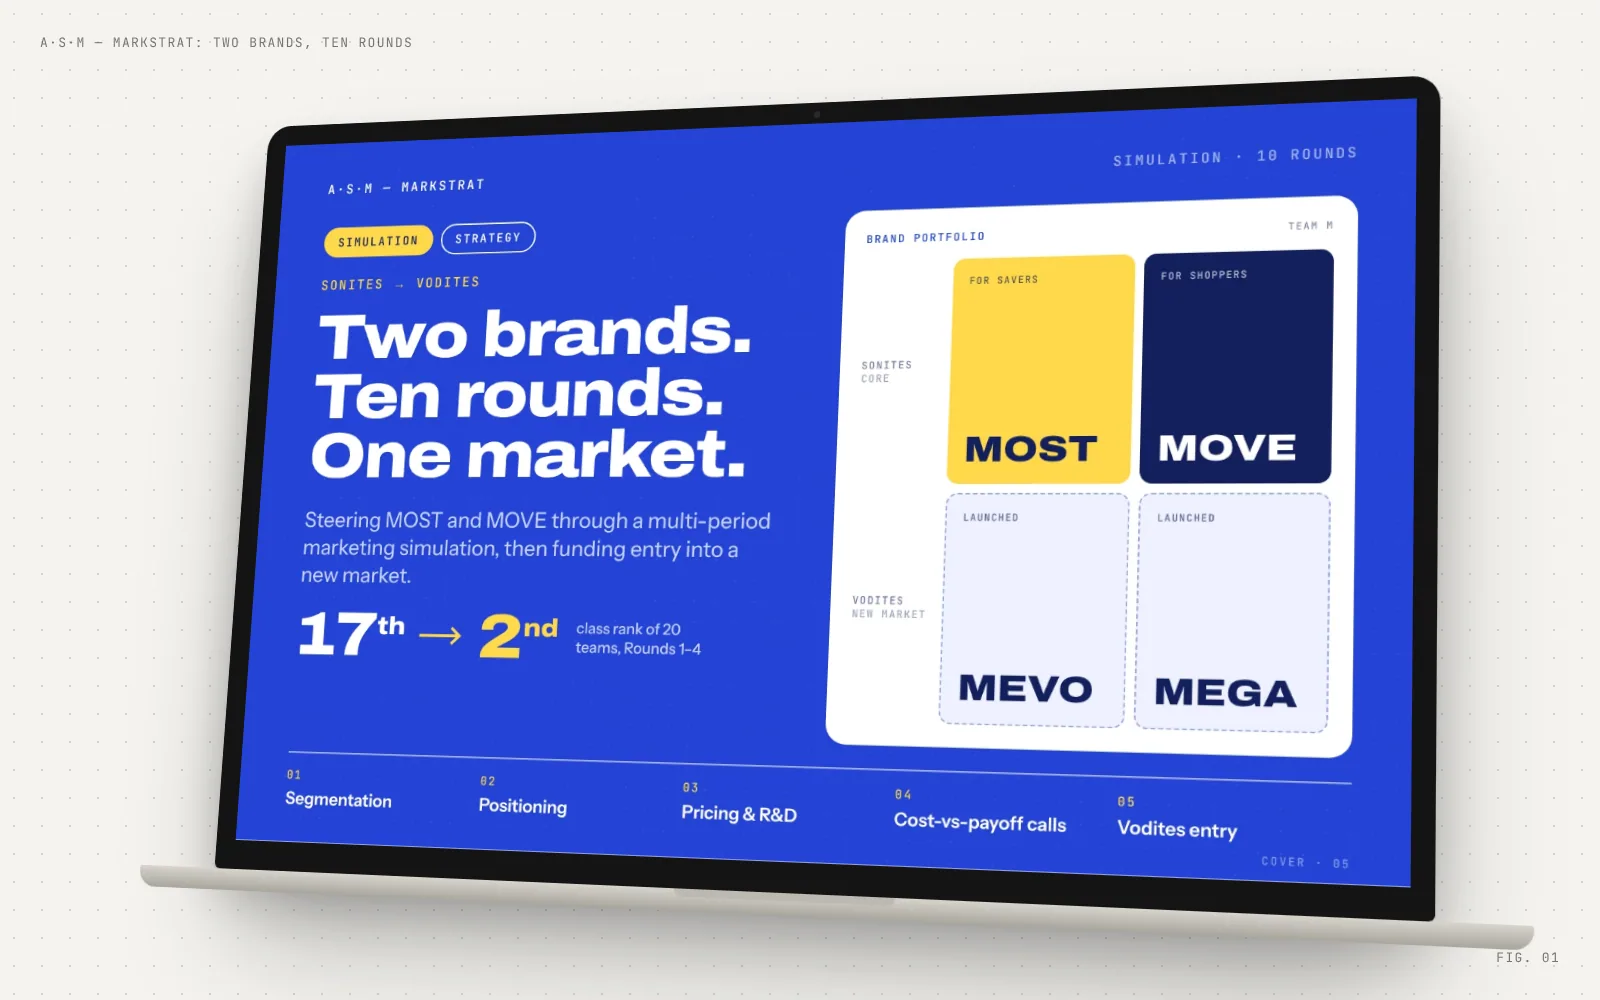 A·S·M — MARKSTRAT: TWO BRANDS, TEN ROUNDS
SIMULATION · 10 ROUNDS
A·S·M — MARKSTRAT
SIMULATION
STRATEGY
SONITES → VODITES
Two brands.
Ten rounds.
One market.
Steering MOST and MOVE through a multi-period
marketing simulation, then funding entry into a
new market.
17th → 2nd
class rank of 20
teams, Rounds 1–4
BRAND PORTFOLIO
TEAM M
SONITES
CORE
FOR SAVERS
MOST
FOR SHOPPERS
MOVE
VODITES
NEW MARKET
LAUNCHED
MEVO
LAUNCHED
MEGA
01
Segmentation
02
Positioning
03
Pricing & R&D
04
Cost-vs-payoff calls
05
Vodites entry
COVER · 05
FIG. 01